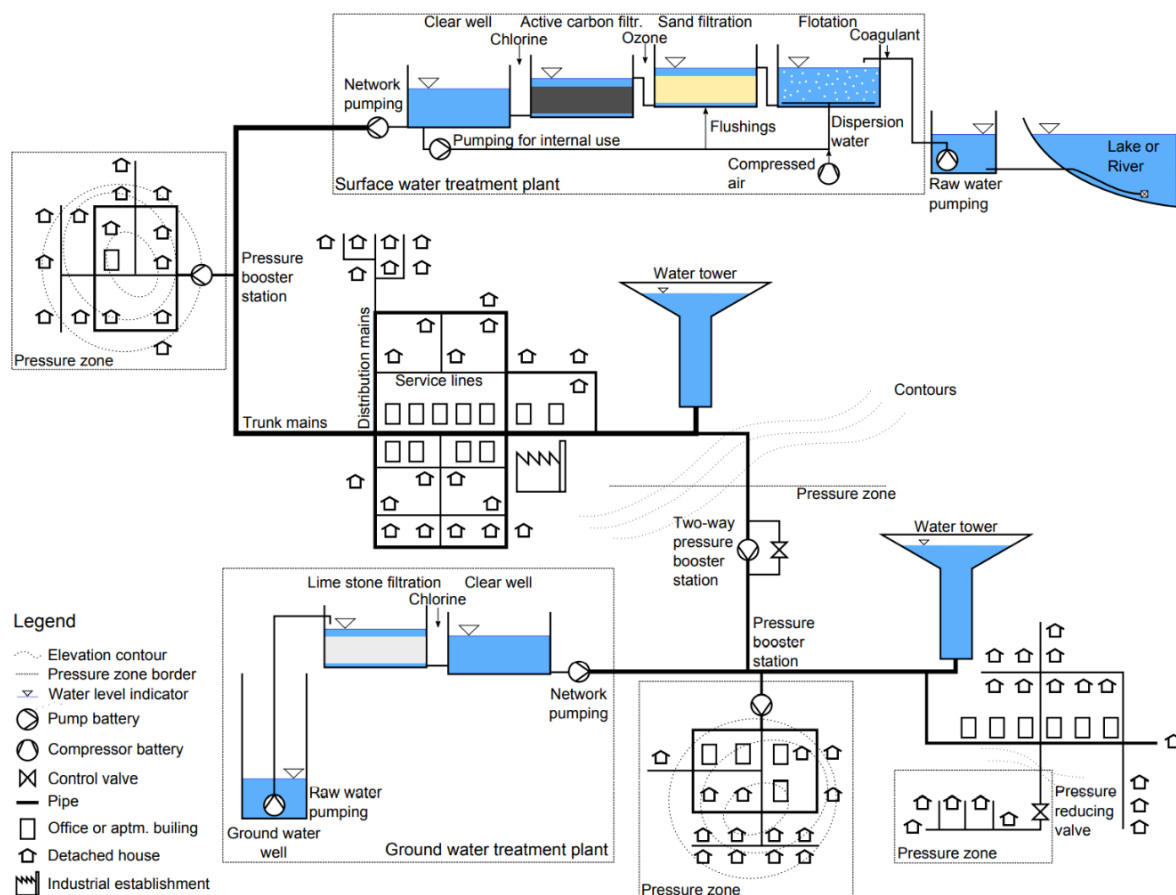 Clear well
Active carbon filtr.
Sand filtration
Flotation
Chlorine
Ozone
Coagulant
Network
pumping
Flushings
Dispersion
water
Pumping for internal use
Compressed
air
Surface water treatment plant
Raw water
pumping
Lake or
River
Pressure
booster
station
Pressure zone
Water tower
Distribution mains
Service lines
Trunk mains
Contours
Pressure zone
Two-way
pressure
booster
station
Water tower
Lime stone filtration
Clear well
Chlorine
Pressure
booster
station
Network
pumping
Raw water
pumping
Ground water
well
Ground water treatment plant
Pressure zone
Pressure
reducing
valve
Pressure zone
Legend
Elevation contour
Pressure zone border
Water level indicator
Pump battery
Compressor battery
Control valve
Pipe
Office or aptm. builing
Detached house
Industrial establishment